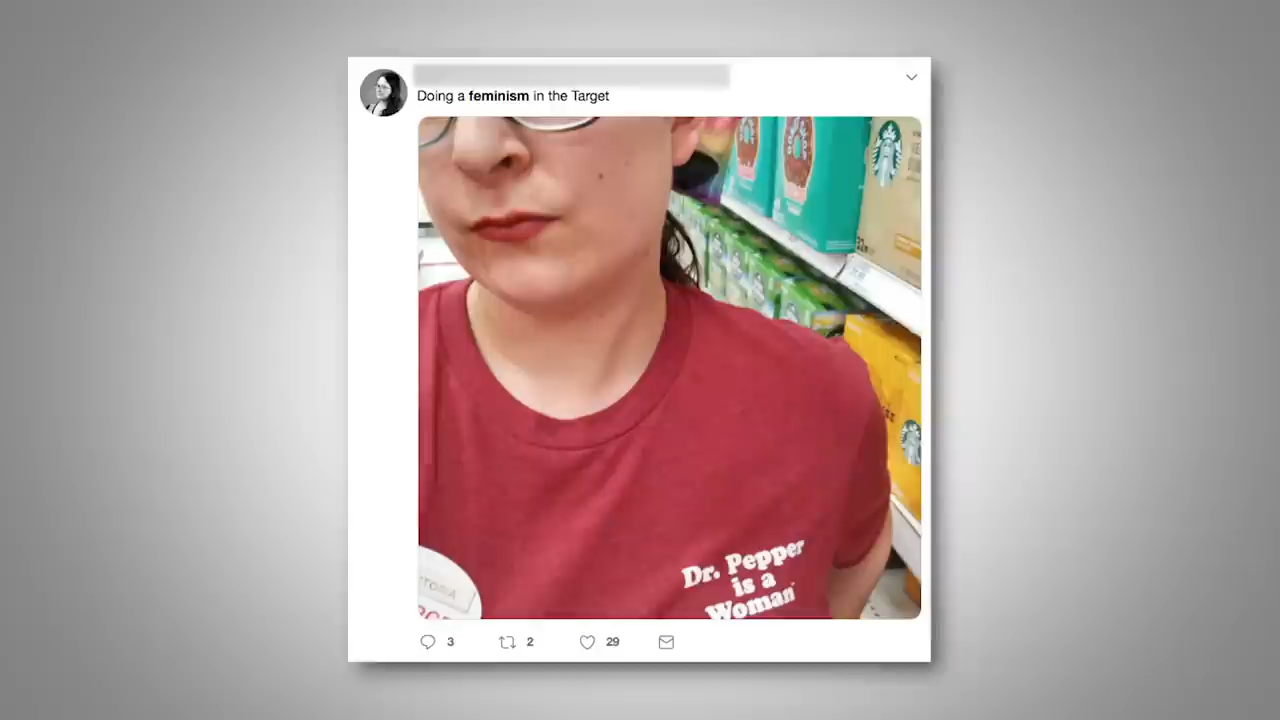 Doing a feminism in the Target
Dr. Pepper
is a
Woman
3
2
29